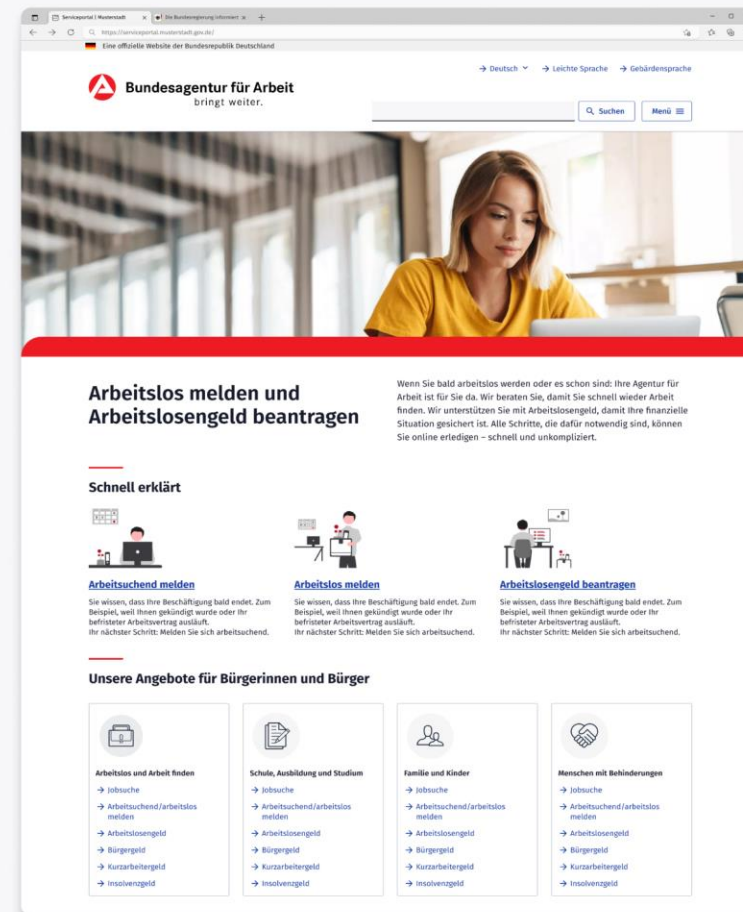 Serviceportal | Musterstadt
Die Bundesregierung informiert
https://serviceportal.musterstadt.gov.de/
Eine offizielle Website der Bundesrepublik Deutschland
Deutsch
Leichte Sprache
Gebärdensprache
Bundesagentur für Arbeit
bringt weiter.
Suchen
Menü
Arbeitslos melden und
Arbeitslosengeld beantragen
Wenn Sie bald arbeitslos werden oder es schon sind: Ihre Agentur für
Arbeit ist für Sie da. Wir beraten Sie, damit Sie schnell wieder Arbeit
finden. Wir unterstützen Sie mit Arbeitslosengeld, damit Ihre finanzielle
Situation gesichert ist. Alle Schritte, die dafür notwendig sind, können
Sie online erledigen – schnell und unkompliziert.
Schnell erklärt
Arbeitsuchend melden
Sie wissen, dass Ihre Beschäftigung bald endet. Zum
Beispiel, weil Ihnen gekündigt wurde oder Ihr
befristeter Arbeitsvertrag ausläuft.
Ihr nächster Schritt: Melden Sie sich arbeitsuchend.
Arbeitslos melden
Sie wissen, dass Ihre Beschäftigung bald endet. Zum
Beispiel, weil Ihnen gekündigt wurde oder Ihr
befristeter Arbeitsvertrag ausläuft.
Ihr nächster Schritt: Melden Sie sich arbeitsuchend.
Arbeitslosengeld beantragen
Sie wissen, dass Ihre Beschäftigung bald endet. Zum
Beispiel, weil Ihnen gekündigt wurde oder Ihr
befristeter Arbeitsvertrag ausläuft.
Ihr nächster Schritt: Melden Sie sich arbeitsuchend.
Unsere Angebote für Bürgerinnen und Bürger
Arbeitslos und Arbeit finden
Jobsuche
Arbeitsuchend/arbeitslos
melden
Arbeitslosengeld
Bürgergeld
Kurzarbeitergeld
Insolvenzgeld
Schule, Ausbildung und Studium
Jobsuche
Arbeitsuchend/arbeitslos
melden
Arbeitslosengeld
Bürgergeld
Kurzarbeitergeld
Insolvenzgeld
Familie und Kinder
Jobsuche
Arbeitsuchend/arbeitslos
melden
Arbeitslosengeld
Bürgergeld
Kurzarbeitergeld
Insolvenzgeld
Menschen mit Behinderungen
Jobsuche
Arbeitsuchend/arbeitslos
melden
Arbeitslosengeld
Bürgergeld
Kurzarbeitergeld
Insolvenzgeld